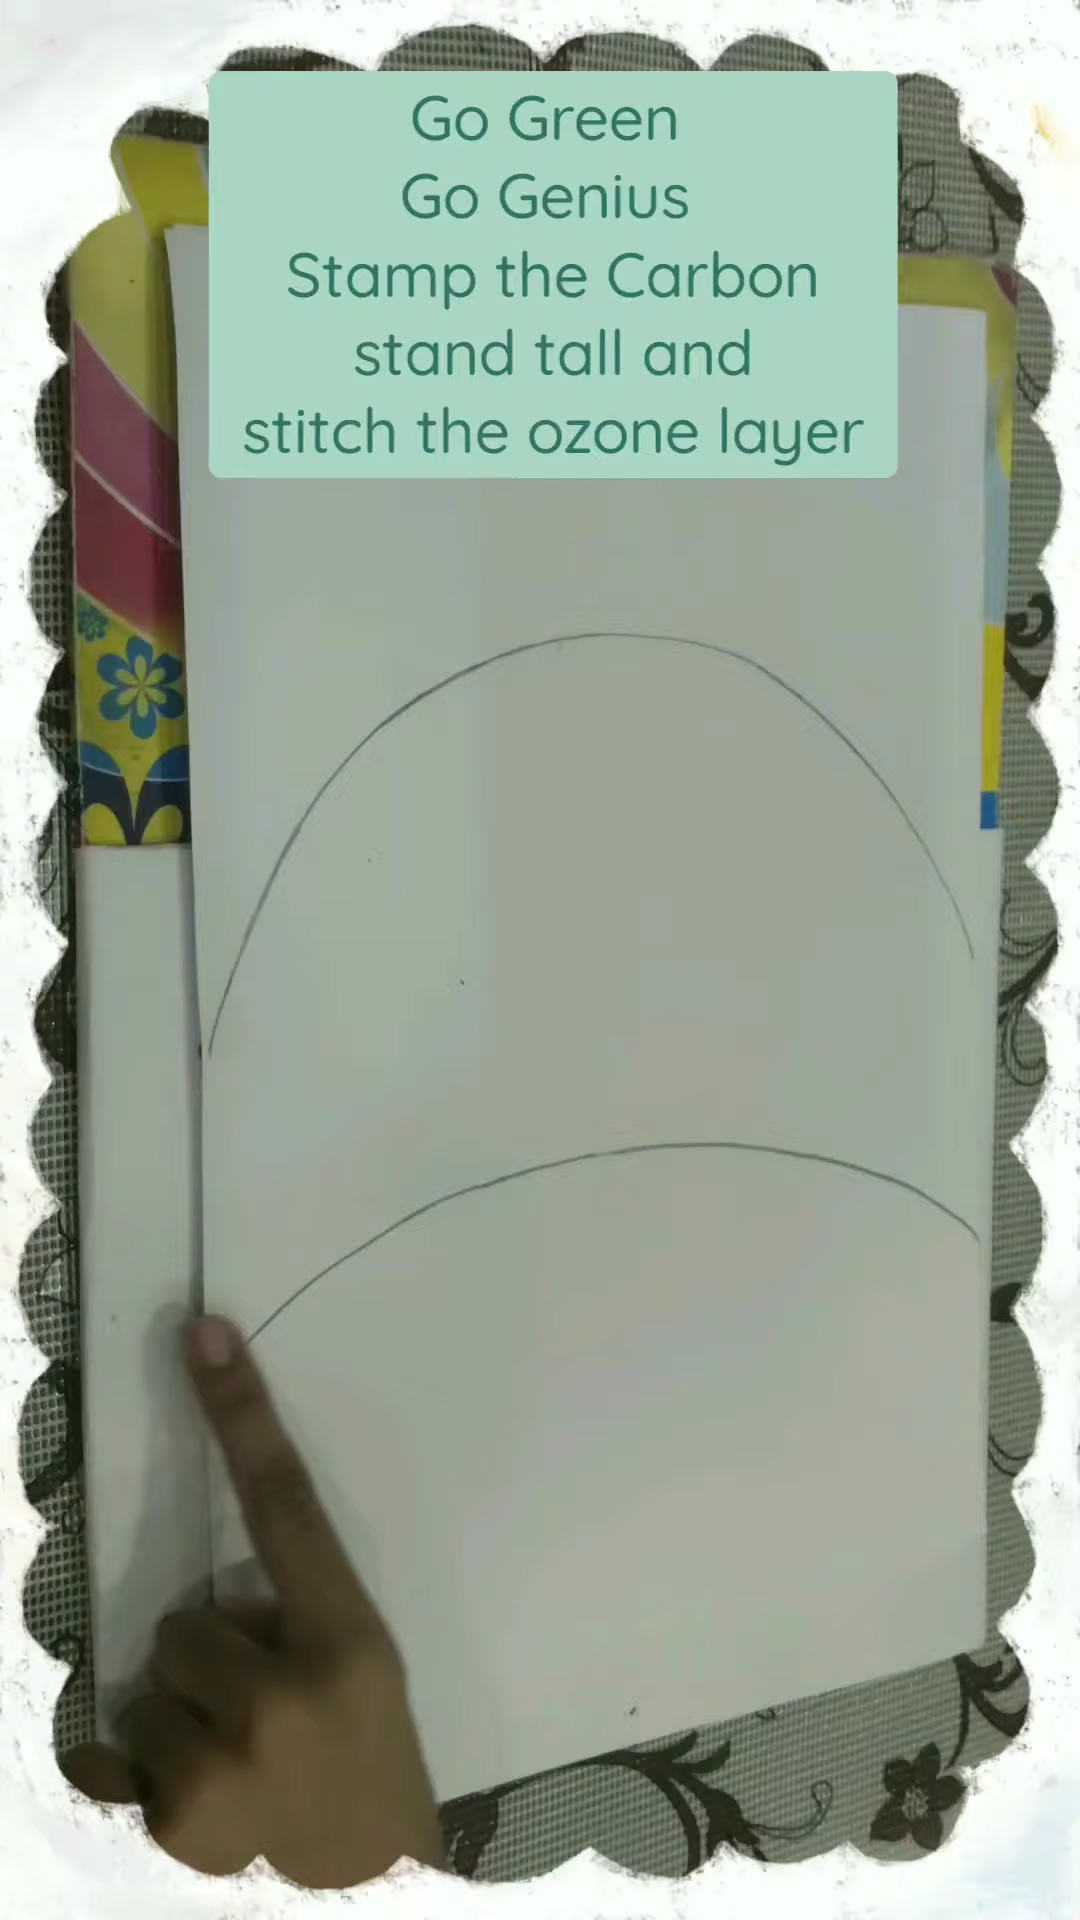 Go Green
Go Genius
Stamp the Carbon
stand tall and
stitch the ozone layer